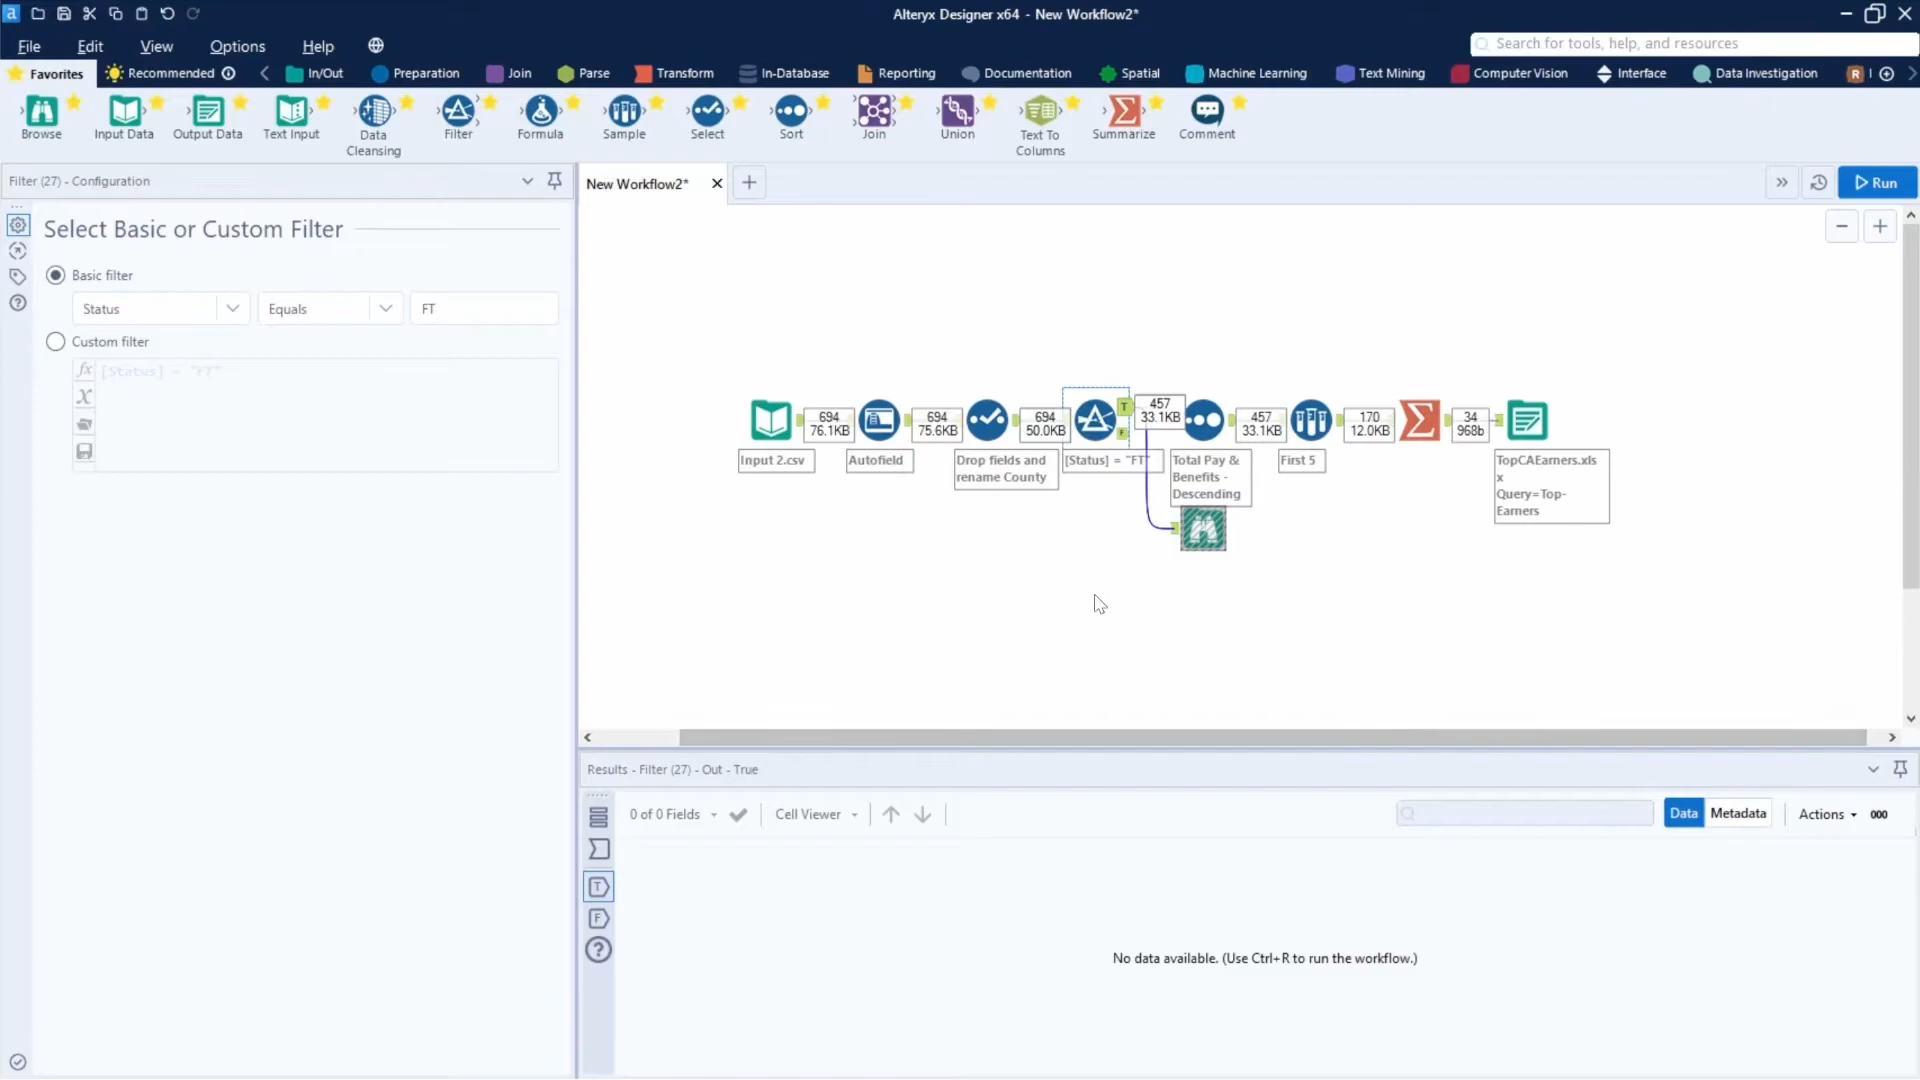 Alteryx Designer x64 - New Workflow2*
File
Edit
View
Options
Help
Search for tools, help, and resources
Favorites
Recommended
In/Out
Preparation
Join
Parse
Transform
In-Database
Reporting
Documentation
Spatial
Machine Learning
Text Mining
Computer Vision
Interface
Data Investigation
R
Browse
Input Data
Output Data
Text Input
Data
Cleansing
Filter
Formula
Sample
Select
Sort
Join
Union
Text To
Columns
Summarize
Comment
Filter (27) - Configuration
Select Basic or Custom Filter
Basic filter
Status
Equals
FT
Custom filter
fx
X
[Status] = "FT"
New Workflow2*
Run
694
76.1KB
694
75.6KB
694
50.0KB
T
F
457
33.1KB
457
33.1KB
170
12.0KB
34
968b
Input 2.csv
Autofield
Drop fields and
rename County
[Status] = "FT"
Total Pay &
Benefits -
Descending
First 5
TopCAEarners.xls
x
Query=Top-
Earners
Results - Filter (27) - Out - True
0 of 0 Fields
Cell Viewer
Data
Metadata
Actions
000
T
F
No data available. (Use Ctrl+R to run the workflow.)